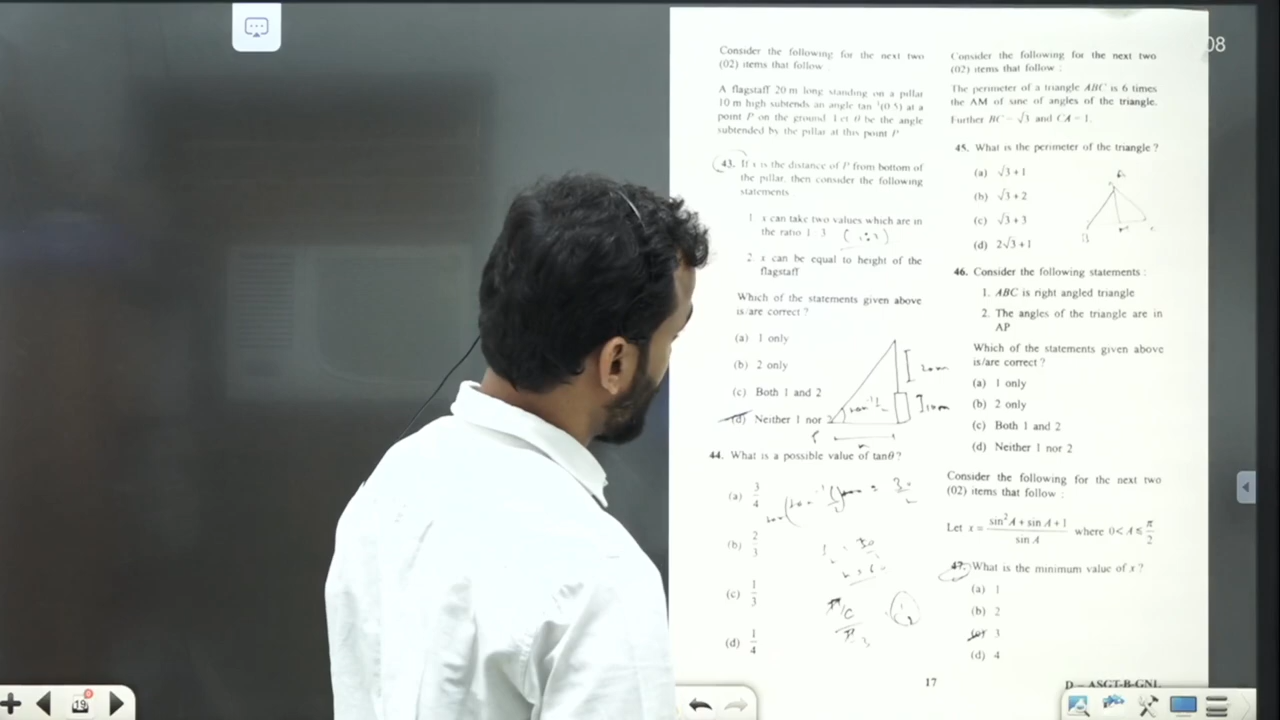 08
Consider the following for the next two
(02) items that follow :
A flagstaff 20 m long standing on a pillar
10 m high subtends an angle tan⁻¹(0.5) at a
point P on the ground. Let θ be the angle
subtended by the pillar at this point P
43. If x is the distance of P from bottom of
the pillar, then consider the following
statements
1. x can take two values which are in
the ratio 1 : 3
2. x can be equal to height of the
flagstaff
Which of the statements given above
is/are correct ?
(a) 1 only
(b) 2 only
(c) Both 1 and 2
(d) Neither 1 nor 2
20m
10m
P
44. What is a possible value of tanθ ?
(a) 3/4
(b) 2/3
(c) 1/3
(d) 1/4
Consider the following for the next two
(02) items that follow :
The perimeter of a triangle ABC is 6 times
the AM of sine of angles of the triangle.
Further BC = √3 and CA = 1.
45. What is the perimeter of the triangle ?
(a) √3 + 1
(b) √3 + 2
(c) √3 + 3
(d) 2√3 + 1
A
B
46. Consider the following statements :
1. ABC is right angled triangle
2. The angles of the triangle are in
AP
Which of the statements given above
is/are correct ?
(a) 1 only
(b) 2 only
(c) Both 1 and 2
(d) Neither 1 nor 2
Consider the following for the next two
(02) items that follow :
Let x = (sin² A + sin A + 1)/sin A where 0 < A ≤ π/2
47. What is the minimum value of x ?
(a) 1
(b) 2
(c) 3
(d) 4
17
D – ASGT-B-GNL
19